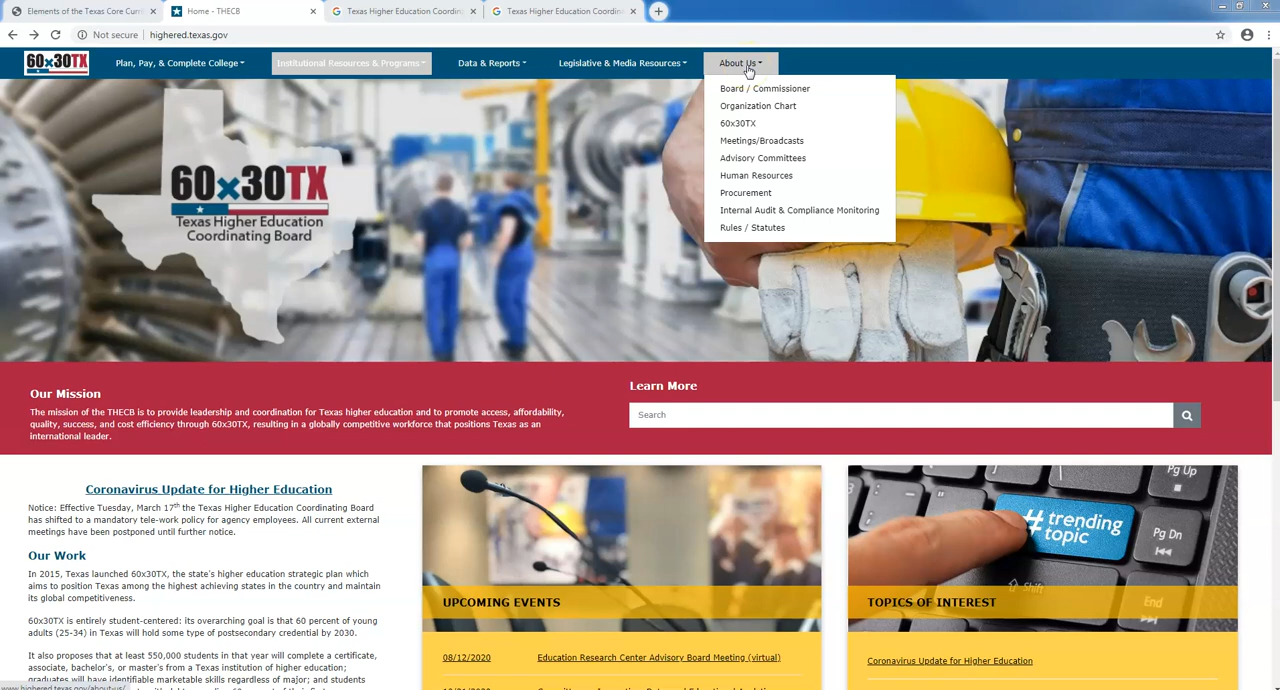 Elements of the Texas Core Curri
Home - THECB
Texas Higher Education Coordin
Texas Higher Education Coordin
Not secure highered.texas.gov
60x30TX
Plan, Pay, & Complete College
Institutional Resources & Programs
Data & Reports
Legislative & Media Resources
About Us
Board / Commissioner
Organization Chart
60x30TX
Meetings/Broadcasts
Advisory Committees
Human Resources
Procurement
Internal Audit & Compliance Monitoring
Rules / Statutes
60x30TX
Texas Higher Education
Coordinating Board
Our Mission
The mission of the THECB is to provide leadership and coordination for Texas higher education and to promote access, affordability,
quality, success, and cost efficiency through 60x30TX, resulting in a globally competitive workforce that positions Texas as an
international leader.
Learn More
Search
Coronavirus Update for Higher Education
Notice: Effective Tuesday, March 17th the Texas Higher Education Coordinating Board
has shifted to a mandatory tele-work policy for agency employees. All current external
meetings have been postponed until further notice.
Our Work
In 2015, Texas launched 60x30TX, the state's higher education strategic plan which
aims to position Texas among the highest achieving states in the country and maintain
its global competitiveness.
60x30TX is entirely student-centered: its overarching goal is that 60 percent of young
adults (25-34) in Texas will hold some type of postsecondary credential by 2030.
It also proposes that at least 550,000 students in that year will complete a certificate,
associate, bachelor's, or master's from a Texas institution of higher education;
graduates will have identifiable marketable skills regardless of major; and students
www.highered.texas.gov/about-us/
UPCOMING EVENTS
08/12/2020 Education Research Center Advisory Board Meeting (virtual)
Pg Up
# trending
topic
Pg Dn
Shift
End
TOPICS OF INTEREST
Coronavirus Update for Higher Education